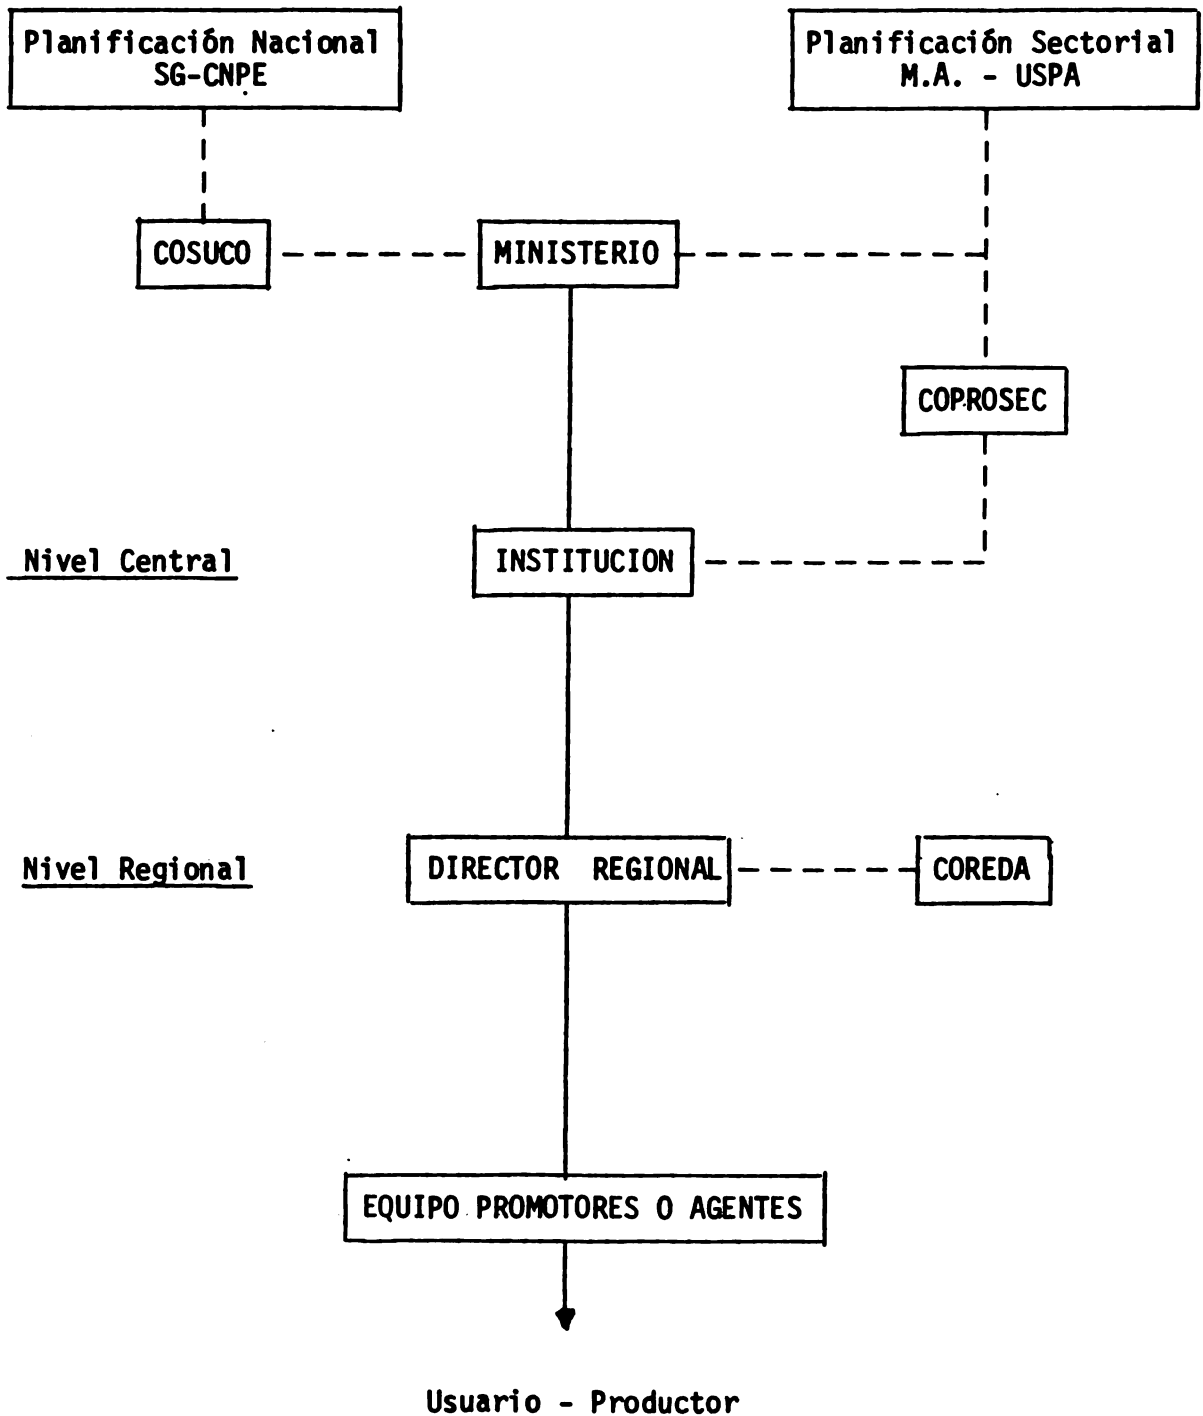 Planificación Nacional
SG-CNPE
Planificación Sectorial
M.A. - USPA
COSUCO
MINISTERIO
COPROSEC
Nivel Central
INSTITUCION
Nivel Regional
DIRECTOR REGIONAL
COREDA
EQUIPO PROMOTORES O AGENTES
Usuario - Productor